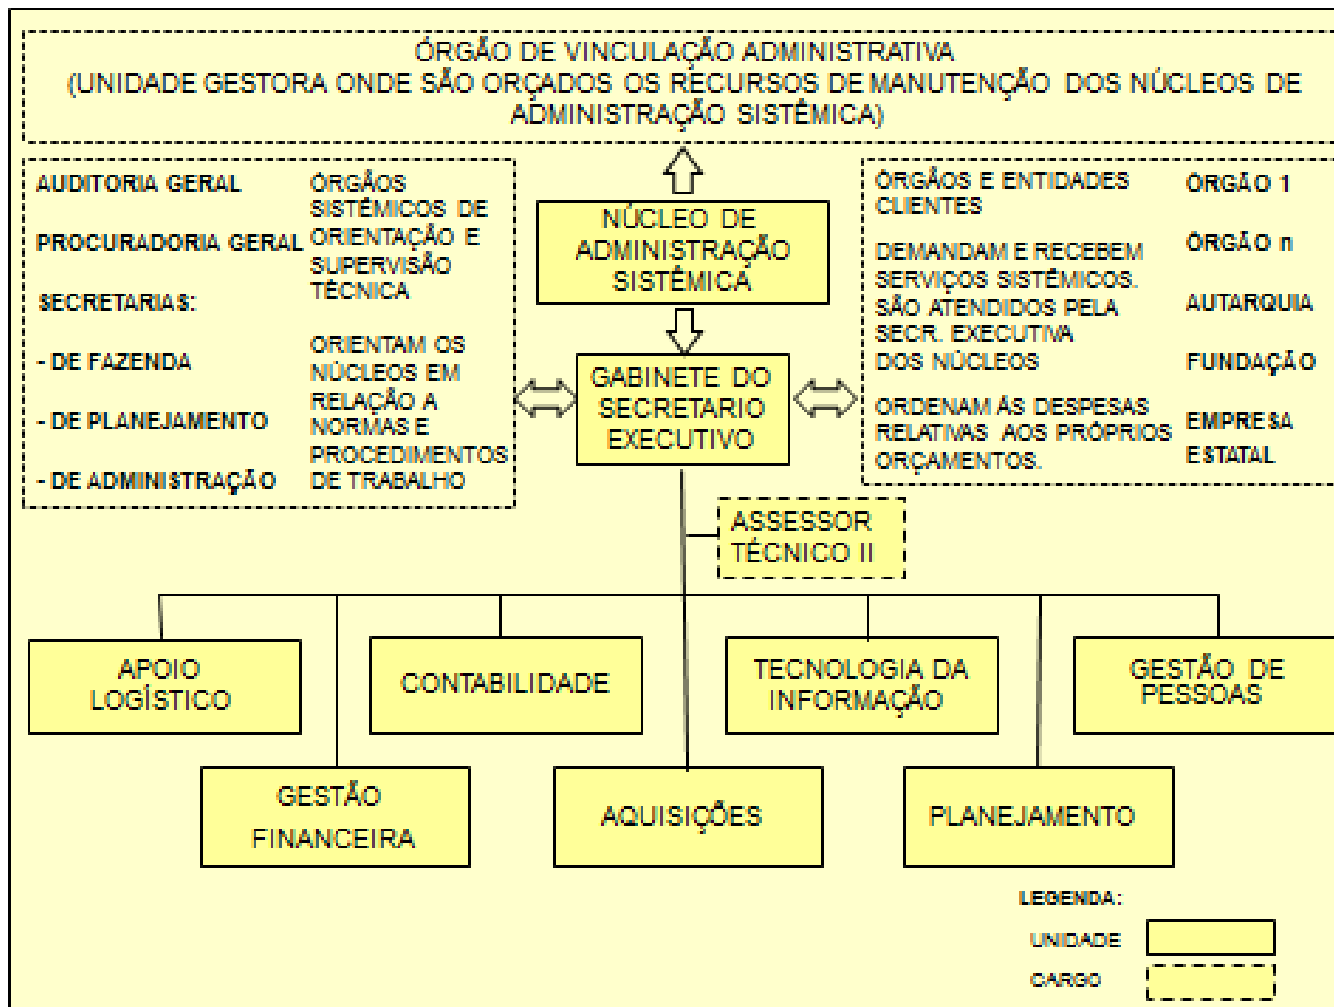 ÓRGÃO DE VINCULAÇÃO ADMINISTRATIVA
(UNIDADE GESTORA ONDE SÃO ORÇADOS OS RECURSOS DE MANUTENÇÃO DOS NÚCLEOS DE
ADMINISTRAÇÃO SISTÊMICA)
AUDITORIA GERAL
PROCURADORIA GERAL
SECRETARIAS:
- DE FAZENDA
- DE PLANEJAMENTO
- DE ADMINISTRAÇÃO
ÓRGÃOS
SISTÊMICOS DE
ORIENTAÇÃO E
SUPERVISÃO
TÉCNICA
ORIENTAM OS
NÚCLEOS EM
RELAÇÃO A
NORMAS E
PROCEDIMENTOS
DE TRABALHO
NÚCLEO DE
ADMINISTRAÇÃO
SISTÊMICA
GABINETE DO
SECRETARIO
EXECUTIVO
ÓRGÃOS E ENTIDADES
CLIENTES
DEMANDAM E RECEBEM
SERVIÇOS SISTÊMICOS.
SÃO ATENDIDOS PELA
SECR. EXECUTIVA
DOS NÚCLEOS
ORDENAM ÀS DESPESAS
RELATIVAS AOS PRÓPRIOS
ORÇAMENTOS.
ÓRGÃO 1
ÓRGÃO n
AUTARQUIA
FUNDAÇÃO
EMPRESA
ESTATAL
ASSESSOR
TÉCNICO II
APOIO
LOGÍSTICO
CONTABILIDADE
TECNOLOGIA DA
INFORMAÇÃO
GESTÃO DE
PESSOAS
GESTÃO
FINANCEIRA
AQUISIÇÕES
PLANEJAMENTO
LEGENDA:
UNIDADE
CARGO